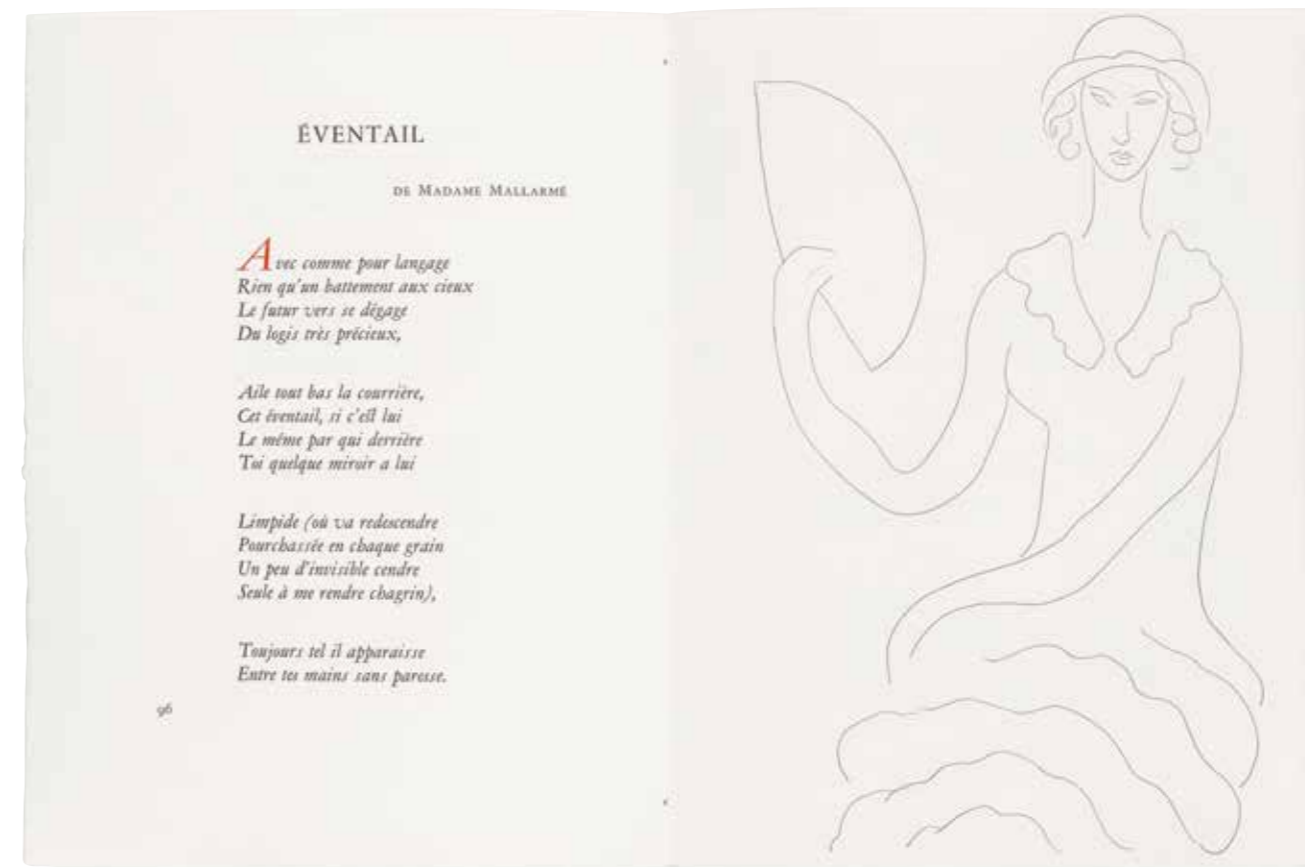 ÉVENTAIL
DE MADAME MALLARMÉ
Avec comme pour langage
Rien qu'un battement aux cieux
Le futur vers se dégage
Du logis très précieux,
Aile tout bas la courrière,
Cet éventail, si c'est lui
Le même par qui derrière
Toi quelque miroir a lui
Limpide (où va redescendre
Pourchassée en chaque grain
Un peu d'invisible cendre
Seule à me rendre chagrin),
Toujours tel il apparaisse
Entre tes mains sans paresse.
96